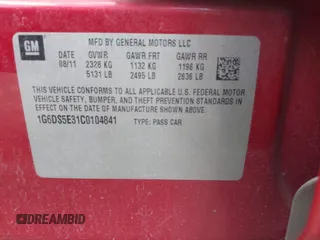 GM
MFD BY GENERAL MOTORS LLC
DATE GVWR GAWR FRT GAWR RR
08/11 2328 KG 1132 KG 1196 KG
5131 LB 2495 LB 2636 LB
THIS VEHICLE CONFORMS TO ALL APPLICABLE U.S. FEDERAL MOTOR
VEHICLE SAFETY, BUMPER, AND THEFT PREVENTION STANDARDS
IN EFFECT ON THE DATE OF MANUFACTURE SHOWN ABOVE.
1G6DS5E31C0104841 TYPE: PASS CAR
DREAMBID